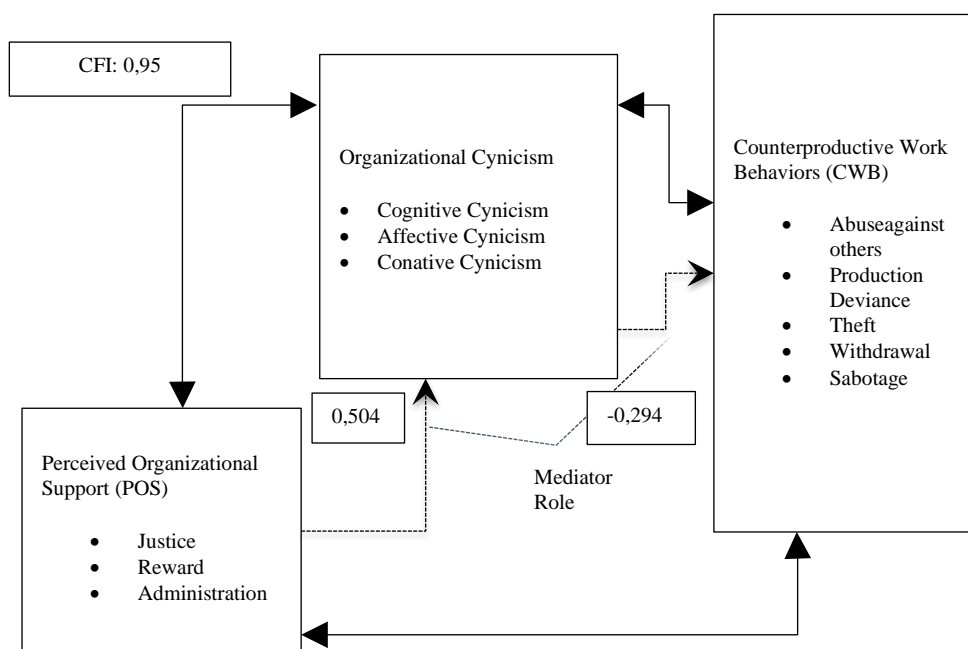 CFI: 0,95
Organizational Cynicism
• Cognitive Cynicism
• Affective Cynicism
• Conative Cynicism
Counterproductive Work
Behaviors (CWB)
• Abuseagainst
others
• Production
Deviance
• Theft
• Withdrawal
• Sabotage
0,504
-0,294
Mediator
Role
Perceived Organizational
Support (POS)
• Justice
• Reward
• Administration